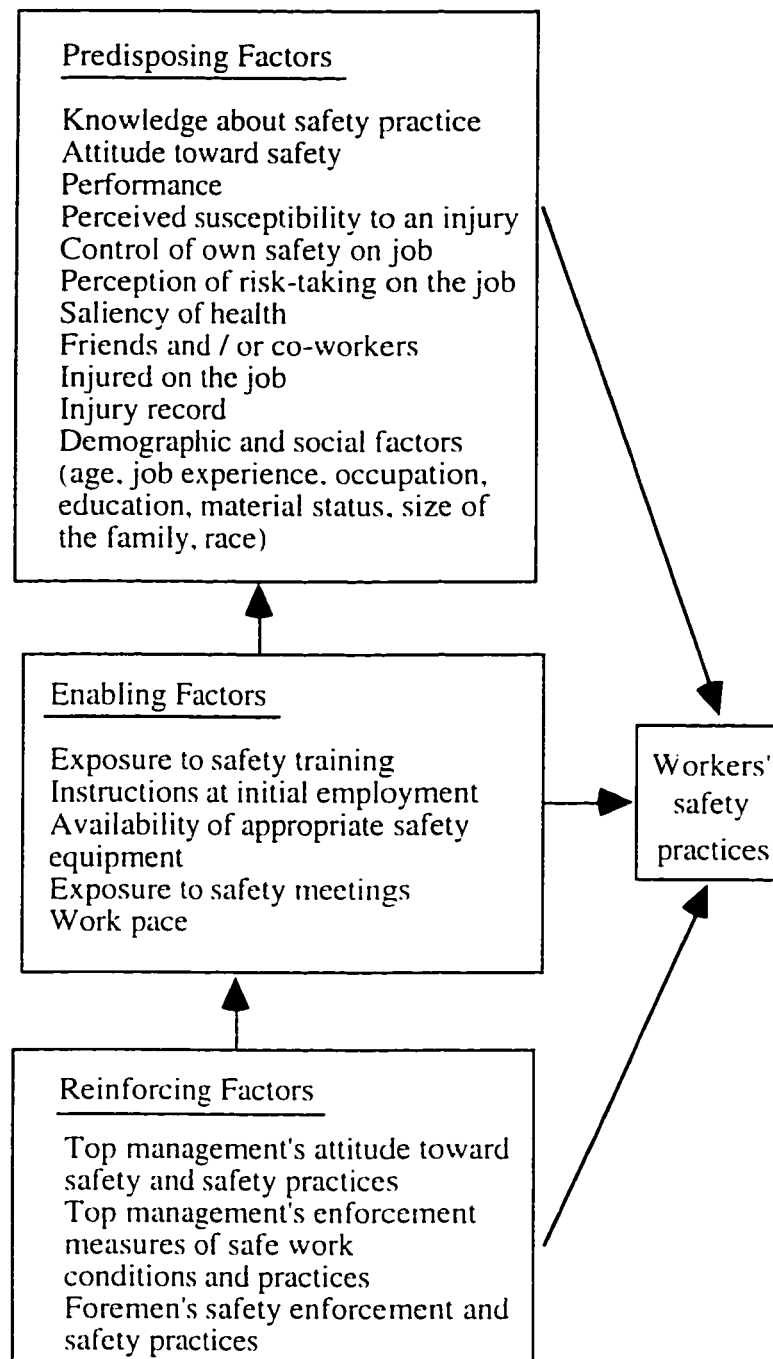 Predisposing Factors
Knowledge about safety practice
Attitude toward safety
Performance
Perceived susceptibility to an injury
Control of own safety on job
Perception of risk-taking on the job
Saliency of health
Friends and / or co-workers
Injured on the job
Injury record
Demographic and social factors
(age, job experience, occupation,
education, material status, size of
the family, race)
Enabling Factors
Exposure to safety training
Instructions at initial employment
Availability of appropriate safety
equipment
Exposure to safety meetings
Work pace
Workers'
safety
practices
Reinforcing Factors
Top management's attitude toward
safety and safety practices
Top management's enforcement
measures of safe work
conditions and practices
Foremen's safety enforcement and
safety practices